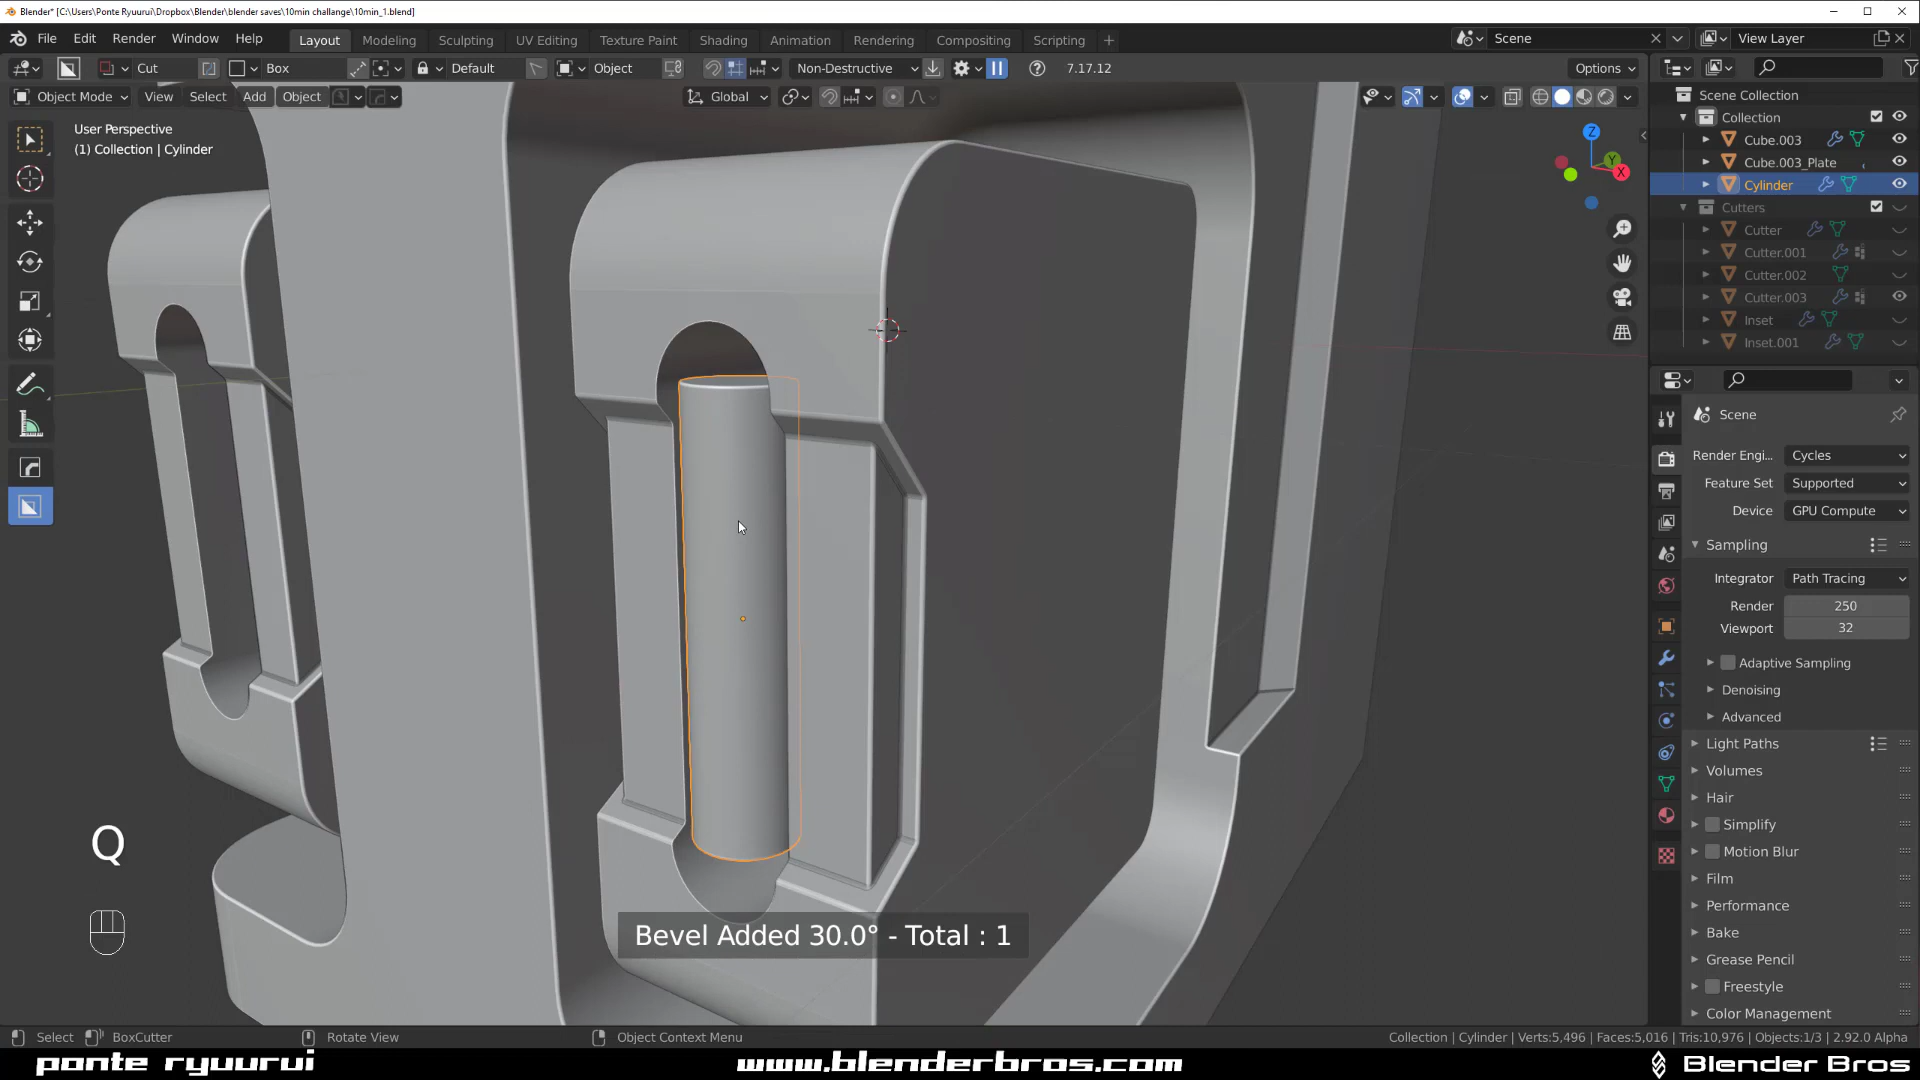 Blender* [C:\Users\Ponte Ryuurui\Dropbox\Blender\blender saves\10min challange\10min_1.blend]
File Edit Render Window Help Layout Modeling Sculpting UV Editing Texture Paint Shading Animation Rendering Compositing Scripting + Scene View Layer
Cut Box Default Object Non-Destructive 7.17.12 Options
Object Mode View Select Add Object Global
User Perspective
(1) Collection | Cylinder
Z
Y
X
Scene Collection
Collection
Cube.003
Cube.003_Plate
Cylinder
Cutters
Cutter
Cutter.001
Cutter.002
Cutter.003
Inset
Inset.001
Scene
Render Engi... Cycles
Feature Set Supported
Device GPU Compute
Sampling
Integrator Path Tracing
Render 250
Viewport 32
Adaptive Sampling
Denoising
Advanced
Light Paths
Volumes
Hair
Simplify
Motion Blur
Film
Performance
Bake
Grease Pencil
Freestyle
Color Management
Q
Bevel Added 30.0° - Total : 1
Select BoxCutter Rotate View Object Context Menu Collection | Cylinder | Verts:5,496 | Faces:5,016 | Tris:10,976 | Objects:1/3 | 2.92.0 Alpha
ponte ryuurui www.blenderbros.com Blender Bros